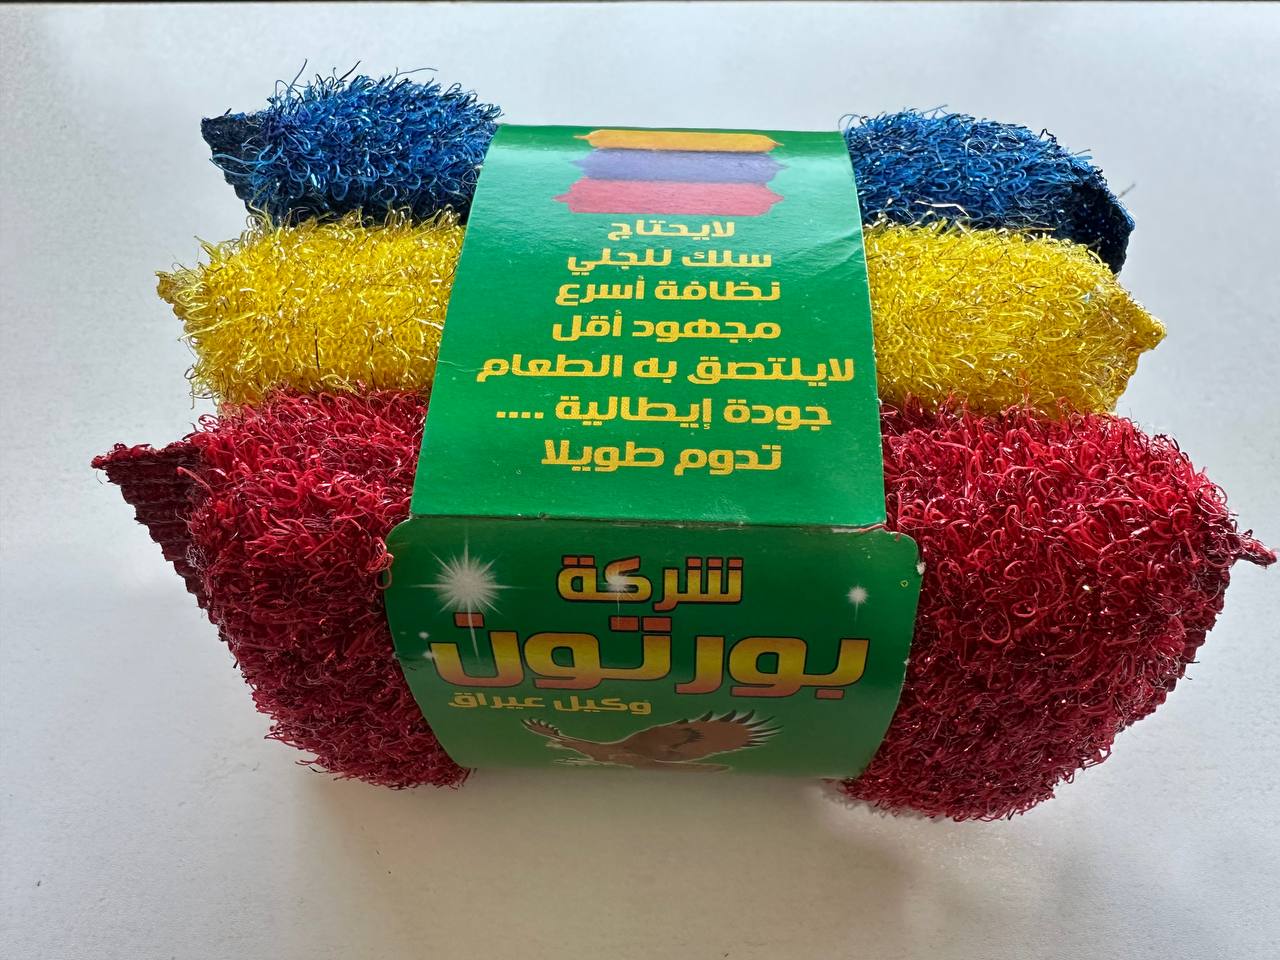 لايحتاج
سلك للجلي
نظافة أسرع
مجهود أقل
لايلتصق به الطعام
جودة إيطالية ....
تدوم طويلا
شركة
بورتون
وكيل عيراق